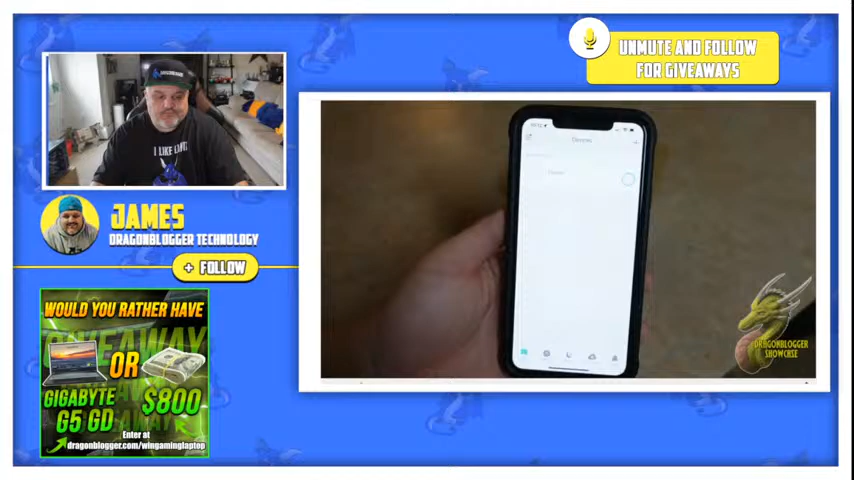 UNMUTE AND FOLLOW
FOR GIVEAWAYS
I LIKE
JAMES
DRAGONBLOGGER TECHNOLOGY
+ FOLLOW
WOULD YOU RATHER HAVE
GIVEAWAY
OR
GIGABYTE
G5 GD
$800
Enter at
dragonblogger.com/wingaminglaptop
Devices
DRAGONBLOGGER
SHOWCASE